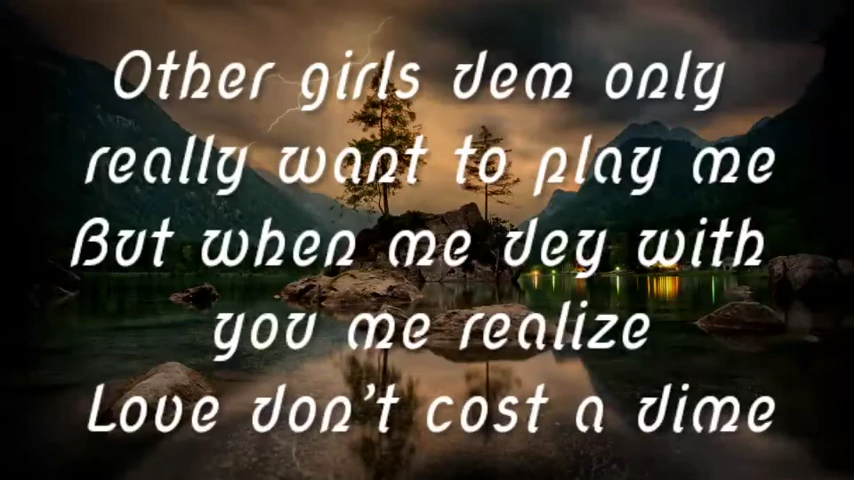 Other girls dem only
really want to play me
But when me dey with
you me realize
Love don't cost a dime